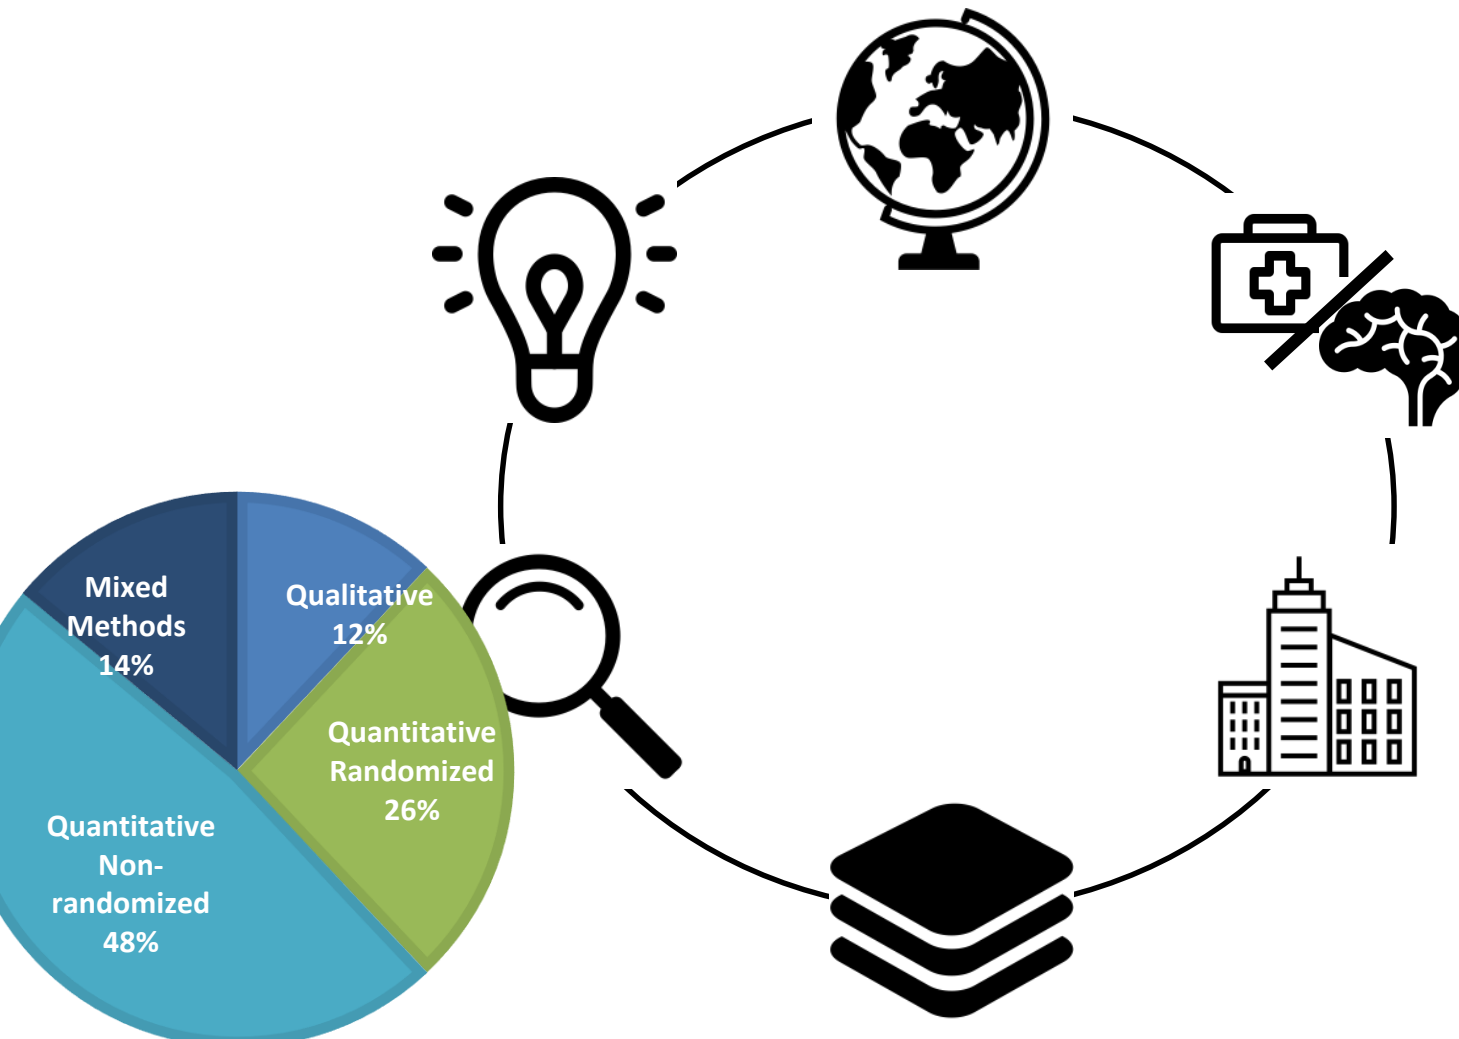 Mixed
Methods
14%
Qualitative
12%
Quantitative
Randomized
26%
Quantitative
Non-
randomized
48%